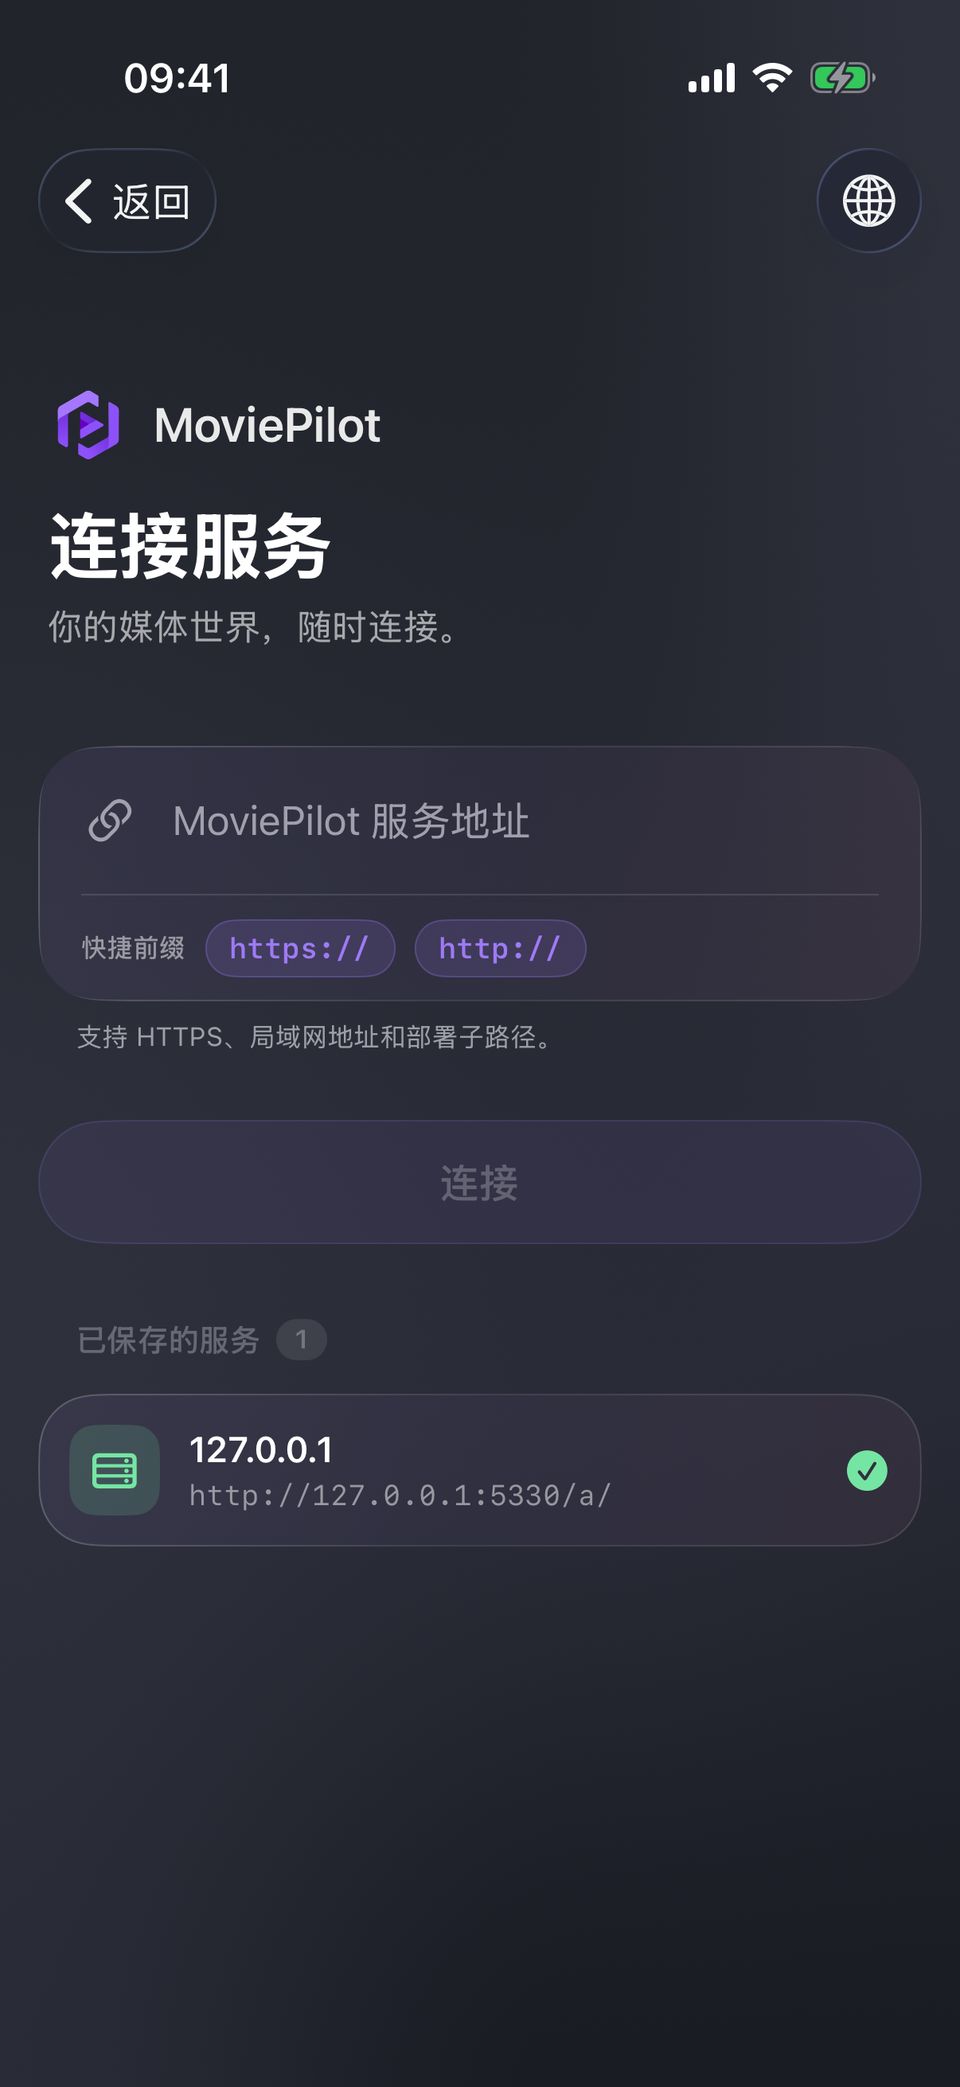 09:41
返回
MoviePilot
连接服务
你的媒体世界，随时连接。
MoviePilot 服务地址
快捷前缀 https:// http://
支持 HTTPS、局域网地址和部署子路径。
连接
已保存的服务 1
127.0.0.1
http://127.0.0.1:5330/a/